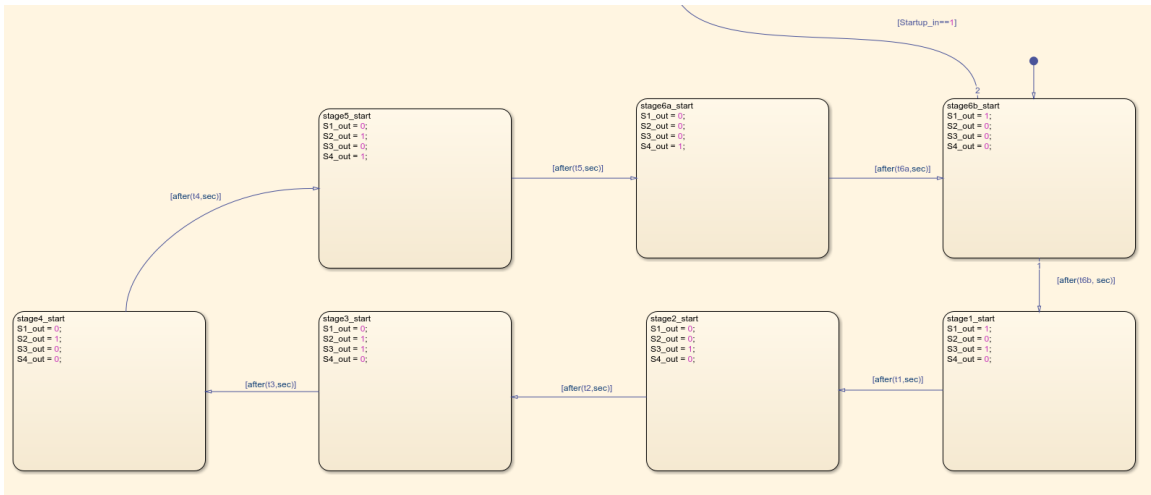 [Startup_in==1]
2
stage5_start
S1_out = 0;
S2_out = 1;
S3_out = 0;
S4_out = 1;
[after(t5,sec)]
stage6a_start
S1_out = 0;
S2_out = 0;
S3_out = 0;
S4_out = 1;
[after(t6a,sec)]
stage6b_start
S1_out = 1;
S2_out = 0;
S3_out = 0;
S4_out = 0;
[after(t4,sec)]
1
[after(t6b, sec)]
stage4_start
S1_out = 0;
S2_out = 1;
S3_out = 0;
S4_out = 0;
[after(t3,sec)]
stage3_start
S1_out = 0;
S2_out = 1;
S3_out = 1;
S4_out = 0;
[after(t2,sec)]
stage2_start
S1_out = 0;
S2_out = 0;
S3_out = 1;
S4_out = 0;
[after(t1,sec)]
stage1_start
S1_out = 1;
S2_out = 0;
S3_out = 1;
S4_out = 0;